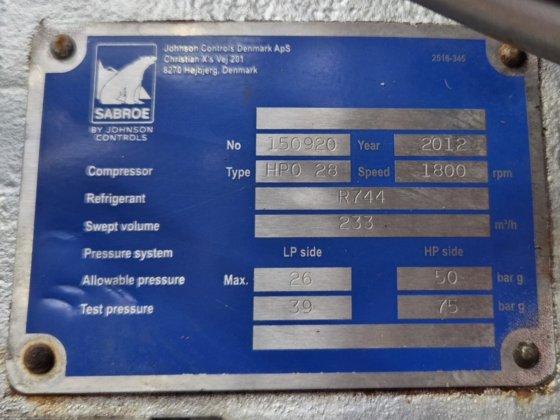 Johnson Controls Denmark ApS
Christian X's Vej 201
8270 Højbjerg, Denmark
2516-345
SABROE
BY JOHNSON
CONTROLS
No 150920 Year 2012
Compressor Type HPO 28 Speed 1800 rpm
Refrigerant R744
Swept volume 233 m³/h
Pressure system LP side HP side
Allowable pressure Max. 26 50 bar g
Test pressure 39 75 bar g